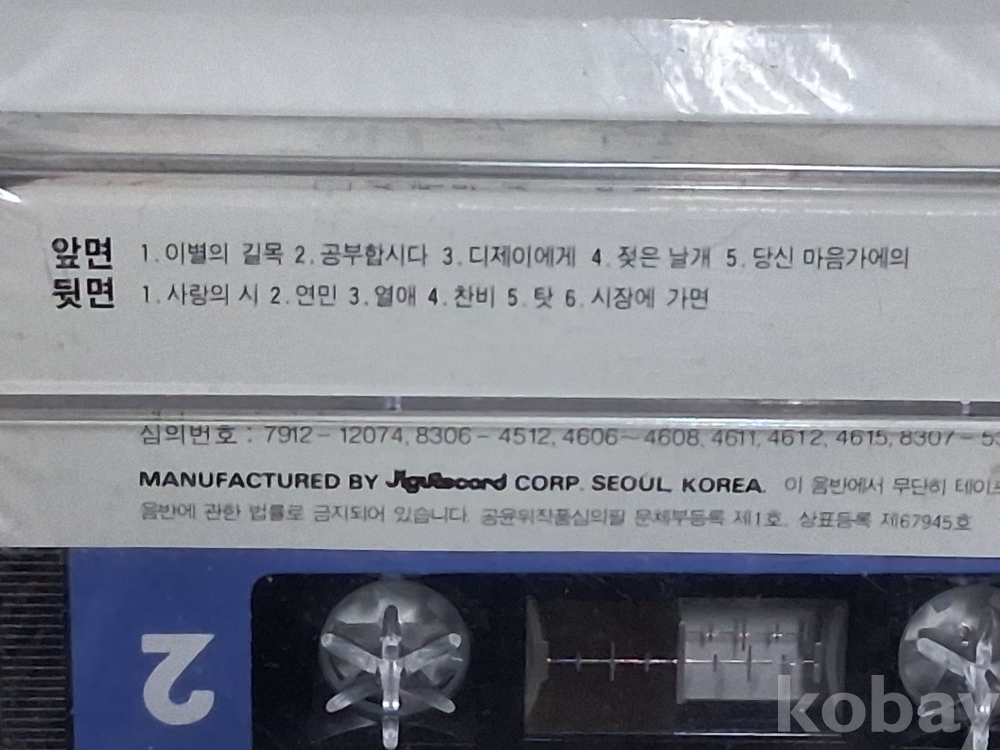 앞면 1. 이별의 길목 2. 공부합시다 3. 디제이에게 4. 젖은 날개 5. 당신 마음가에의
뒷면 1. 사랑의 시 2. 연민 3. 열애 4. 찬비 5. 탓 6. 시장에 가면
심의번호 : 7912-12074, 8306-4512, 4606~4608, 4611, 4612, 4615, 8307-
MANUFACTURED BY JiguRecord CORP. SEOUL, KOREA. 이 음반에서 무단히 테이프
음반에 관한 법률로 금지되어 있습니다. 공윤위작품심의필 문체부등록 제1호, 상표등록 제67945호
2
kobay